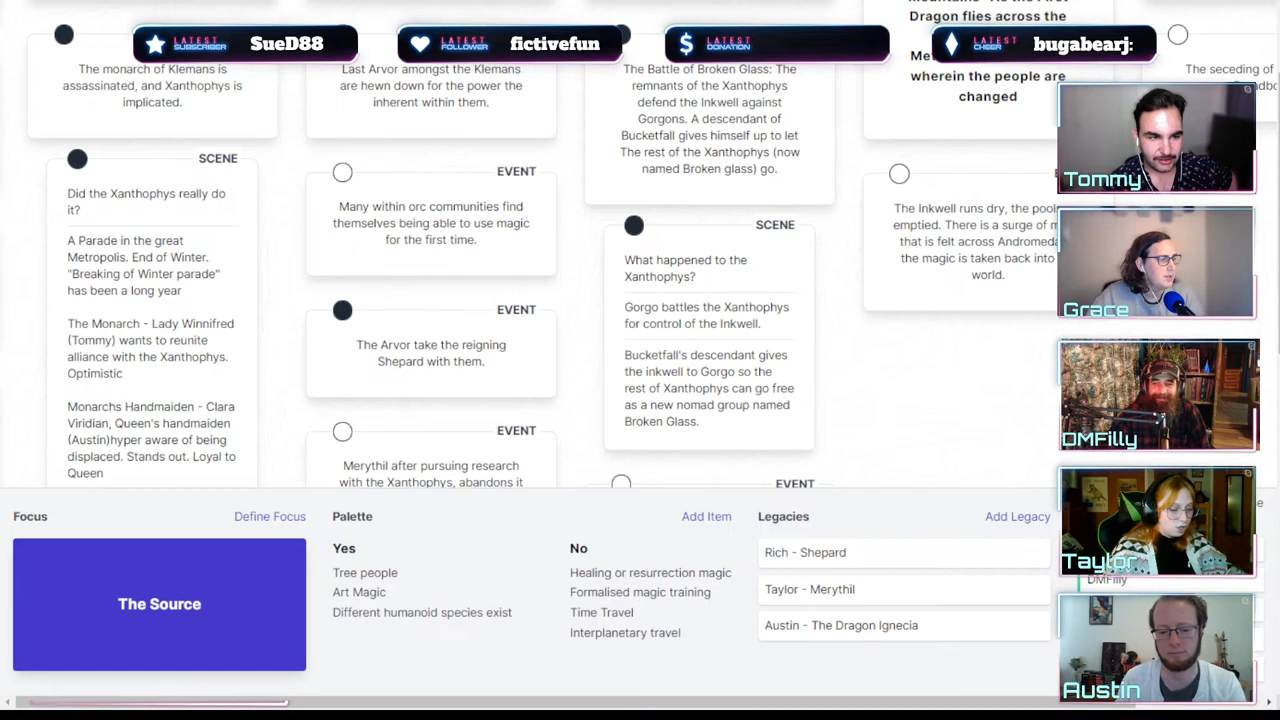 LATEST
SUBSCRIBER
SueD88
LATEST
FOLLOWER
fictivefun
LATEST
DONATION
LATEST
CHEER
bugabearj:
The monarch of Klemans is
assassinated, and Xanthophys is
implicated.
SCENE
Did the Xanthophys really do
it?
A Parade in the great
Metropolis. End of Winter.
"Breaking of Winter parade"
has been a long year
The Monarch - Lady Winnifred
(Tommy) wants to reunite
alliance with the Xanthophys.
Optimistic
Monarchs Handmaiden - Clara
Viridian, Queen's handmaiden
(Austin)hyper aware of being
displaced. Stands out. Loyal to
Queen
Last Arvor amongst the Klemans
are hewn down for the power the
inherent within them.
EVENT
Many within orc communities find
themselves being able to use magic
for the first time.
EVENT
The Arvor take the reigning
Shepard with them.
EVENT
Merythil after pursuing research
with the Xanthophys, abandons it
The Battle of Broken Glass: The
remnants of the Xanthophys
defend the Inkwell against
Gorgons. A descendant of
Bucketfall gives himself up to let
The rest of the Xanthophys (now
named Broken glass) go.
SCENE
What happened to the
Xanthophys?
Gorgo battles the Xanthophys
for control of the Inkwell.
Bucketfall's descendant gives
the inkwell to Gorgo so the
rest of Xanthophys can go free
as a new nomad group named
Broken Glass.
EVENT
Dragon flies across the
wherein the people are
changed
The Inkwell runs dry, the pool
emptied. There is a surge of
that is felt across Andromeda
the magic is taken back into
world.
The seceding of
Tommy
Grace
DMFilly
Taylor
DMFilly
Austin
Focus
Define Focus
The Source
Palette
Add Item
Yes
Tree people
Art Magic
Different humanoid species exist
No
Healing or resurrection magic
Formalised magic training
Time Travel
Interplanetary travel
Legacies
Add Legacy
Rich - Shepard
Taylor - Merythil
Austin - The Dragon Ignecia